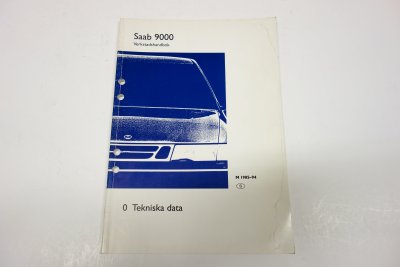 Saab 9000
Verkstadshandbok
M 1985-94
0 Tekniska data